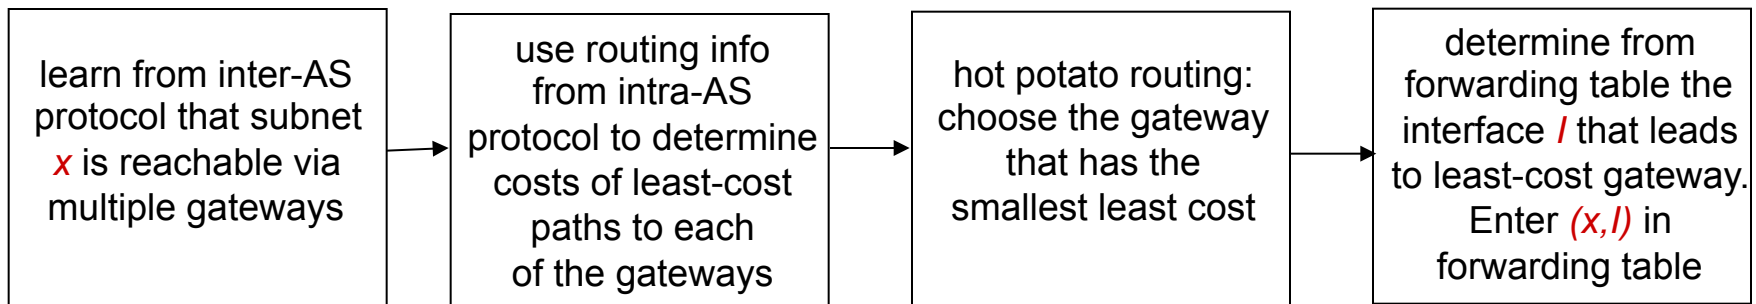 learn from inter-AS
protocol that subnet
x is reachable via
multiple gateways
use routing info
from intra-AS
protocol to determine
costs of least-cost
paths to each
of the gateways
hot potato routing:
choose the gateway
that has the
smallest least cost
determine from
forwarding table the
interface I that leads
to least-cost gateway.
Enter (x,I) in
forwarding table